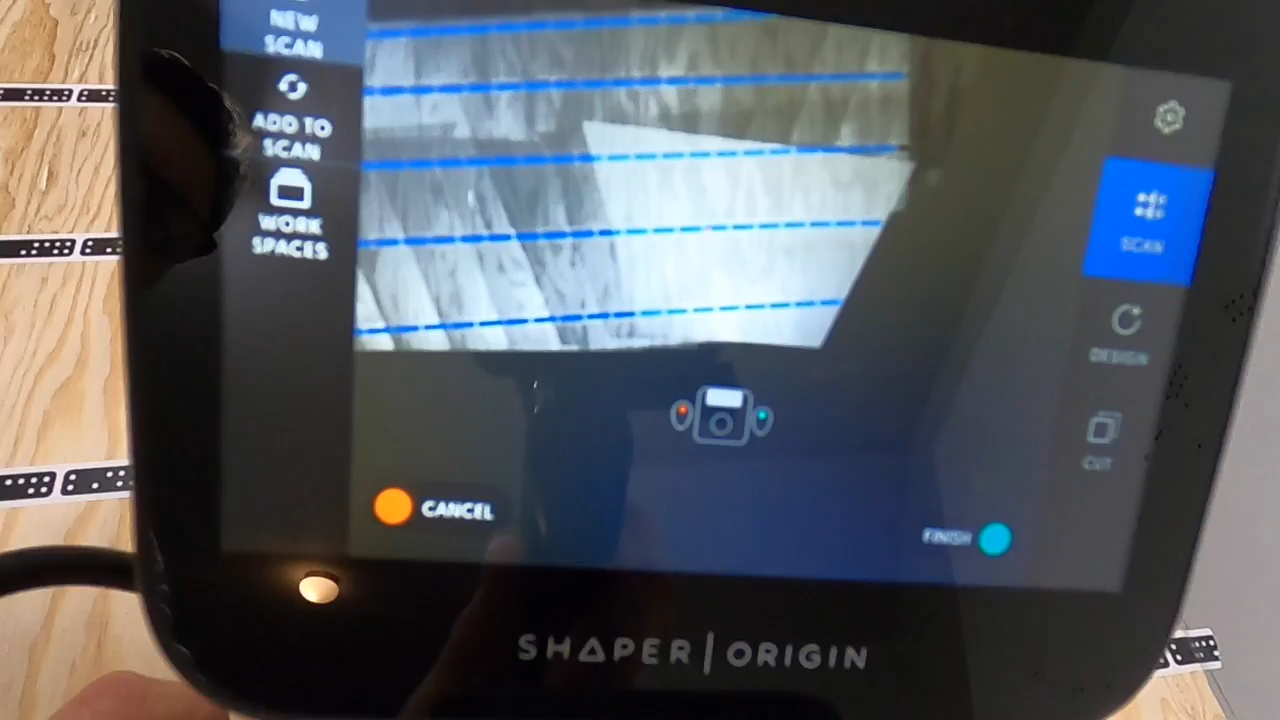 NEW
SCAN
ADD TO
SCAN
WORK
SPACES
SCAN
DESIGN
CUT
CANCEL
FINISH
SHAPER | ORIGIN